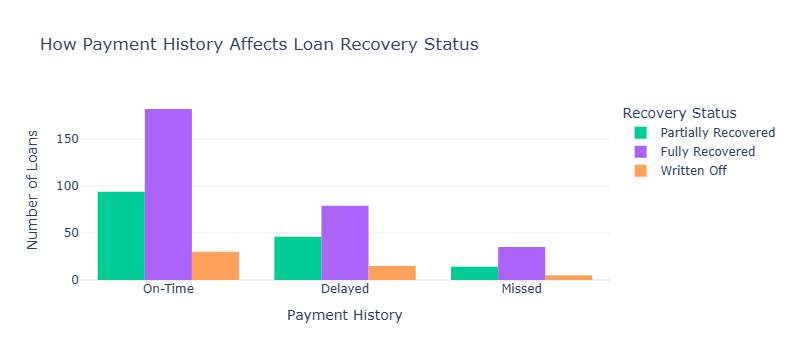 How Payment History Affects Loan Recovery Status
Recovery Status
Partially Recovered
Fully Recovered
Written Off
Number of Loans
150
100
50
0
On-Time
Delayed
Missed
Payment History